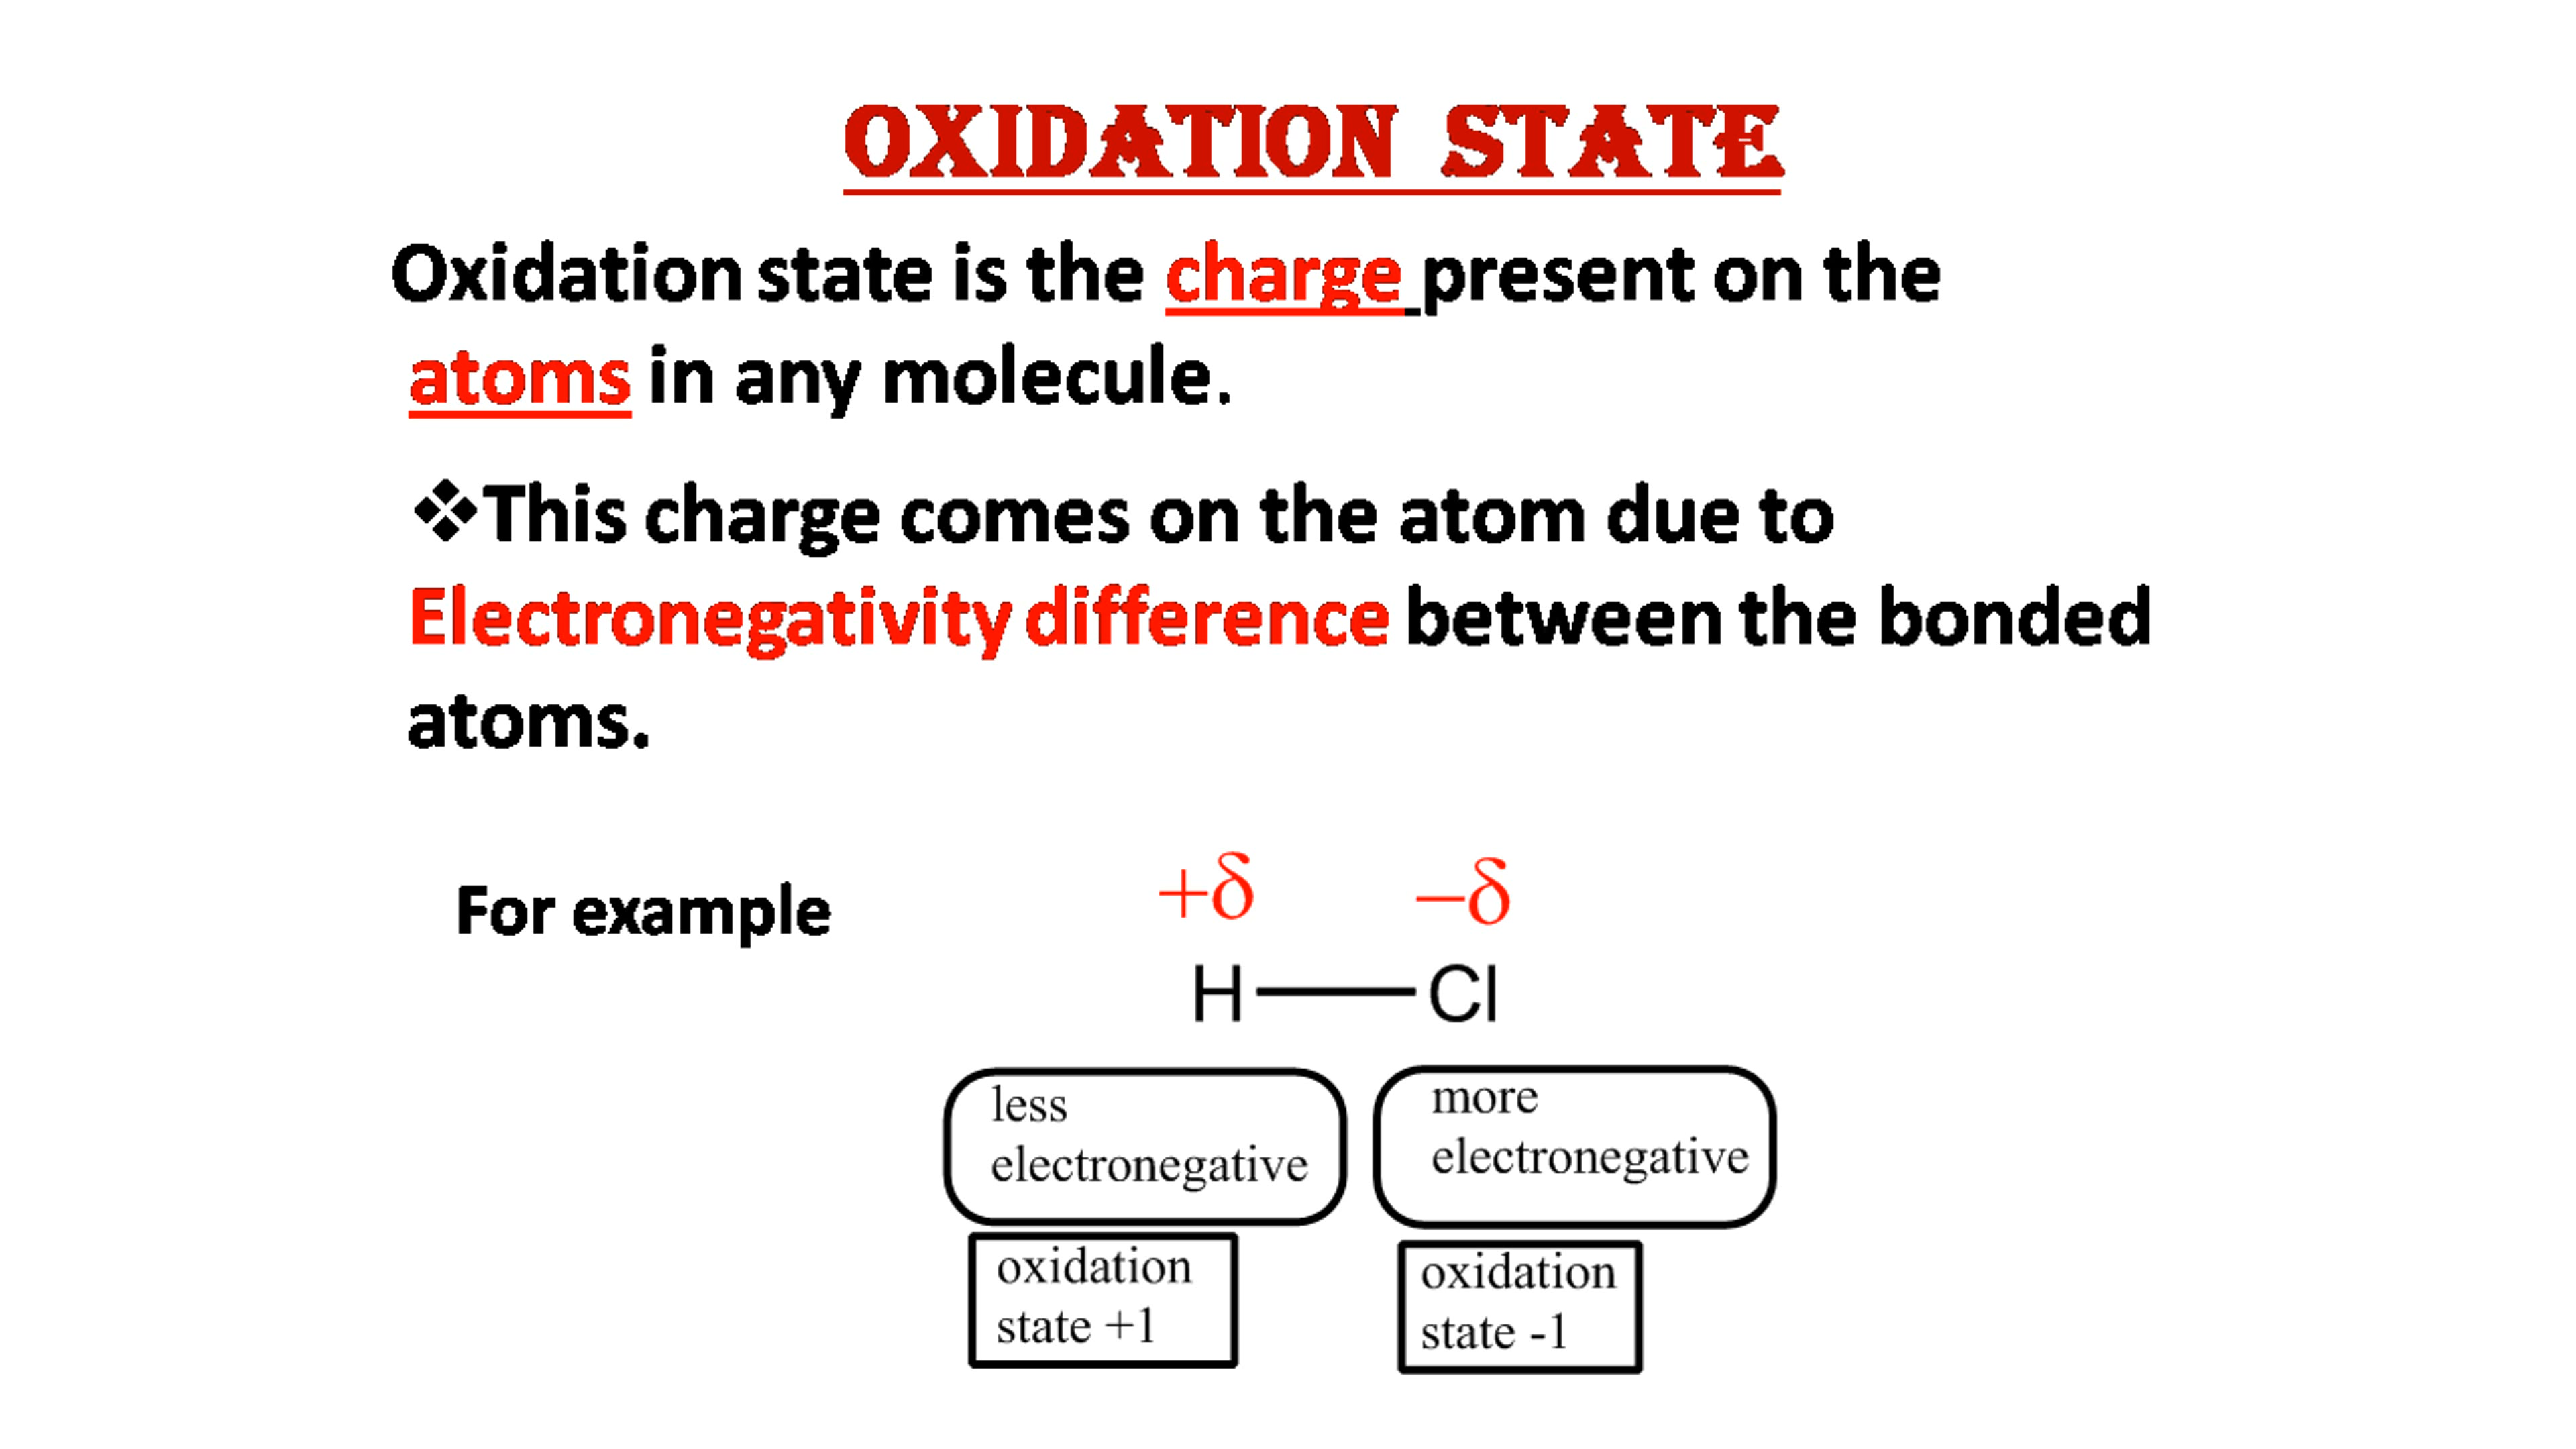 OXIDATION STATE
Oxidation state is the charge present on the
atoms in any molecule.
❖This charge comes on the atom due to
Electronegativity difference between the bonded
atoms.
For example
+δ −δ
H Cl
less
electronegative
more
electronegative
oxidation
state +1
oxidation
state -1